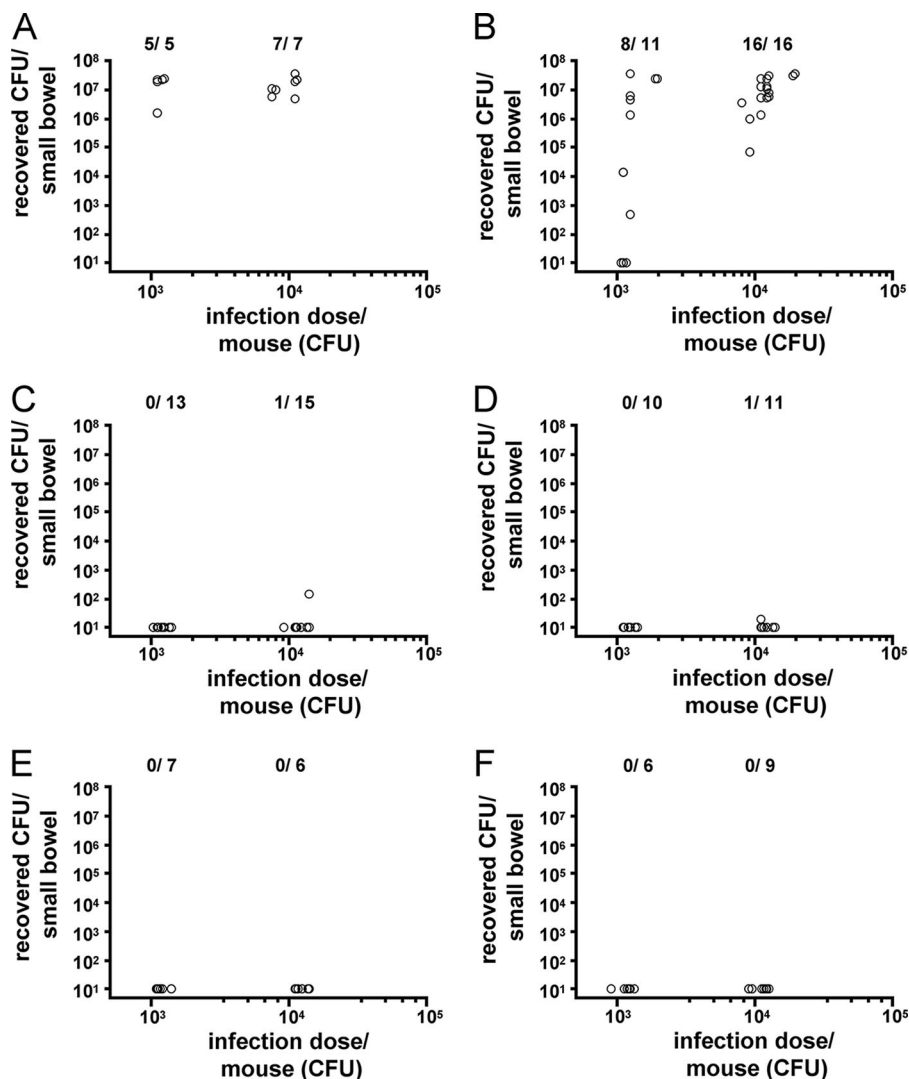 A
5/ 5 7/ 7
recovered CFU/
small bowel
10⁸
10⁷
10⁶
10⁵
10⁴
10³
10²
10¹
10³ 10⁴ 10⁵
infection dose/
mouse (CFU)
B
8/ 11 16/ 16
recovered CFU/
small bowel
10⁸
10⁷
10⁶
10⁵
10⁴
10³
10²
10¹
10³ 10⁴ 10⁵
infection dose/
mouse (CFU)
C
0/ 13 1/ 15
recovered CFU/
small bowel
10⁸
10⁷
10⁶
10⁵
10⁴
10³
10²
10¹
10³ 10⁴ 10⁵
infection dose/
mouse (CFU)
D
0/ 10 1/ 11
recovered CFU/
small bowel
10⁸
10⁷
10⁶
10⁵
10⁴
10³
10²
10¹
10³ 10⁴ 10⁵
infection dose/
mouse (CFU)
E
0/ 7 0/ 6
recovered CFU/
small bowel
10⁸
10⁷
10⁶
10⁵
10⁴
10³
10²
10¹
10³ 10⁴ 10⁵
infection dose/
mouse (CFU)
F
0/ 6 0/ 9
recovered CFU/
small bowel
10⁸
10⁷
10⁶
10⁵
10⁴
10³
10²
10¹
10³ 10⁴ 10⁵
infection dose/
mouse (CFU)